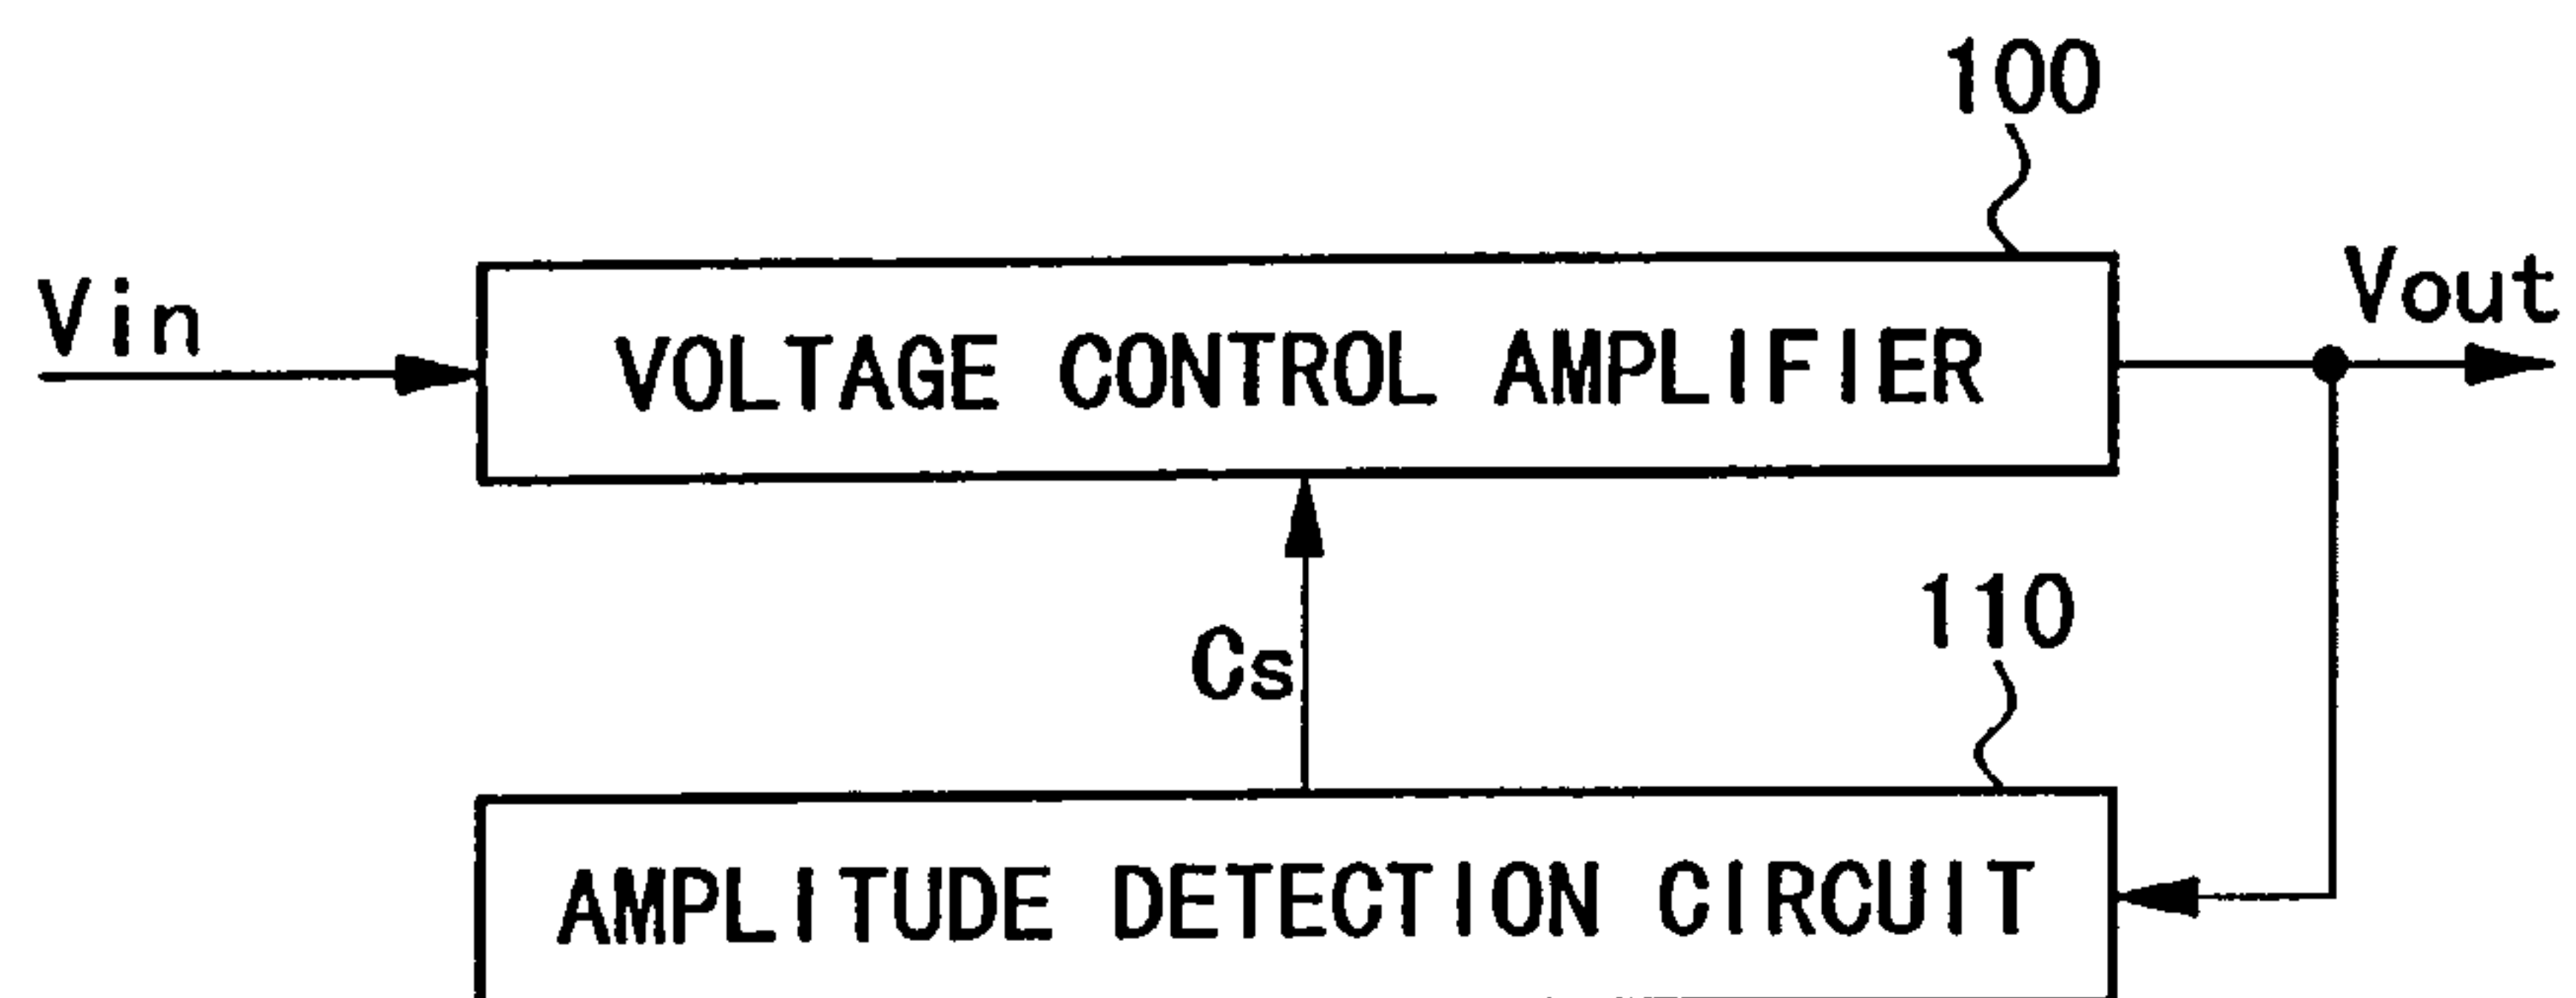 100
Vin
VOLTAGE CONTROL AMPLIFIER
Vout
Cs
110
AMPLITUDE DETECTION CIRCUIT